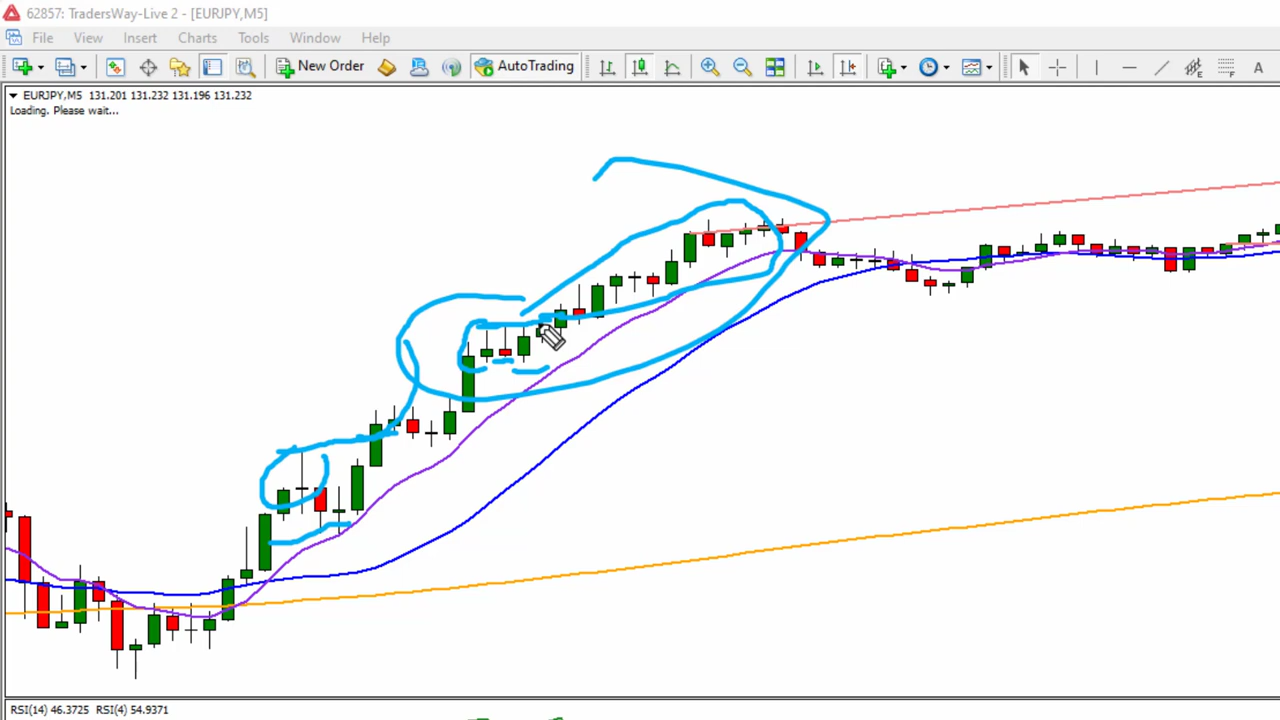 62857: TradersWay-Live 2 - [EURJPY,M5]
File View Insert Charts Tools Window Help
New Order AutoTrading A
EURJPY,M5 131.201 131.232 131.196 131.232
Loading. Please wait...
RSI(14) 46.3725 RSI(4) 54.9371